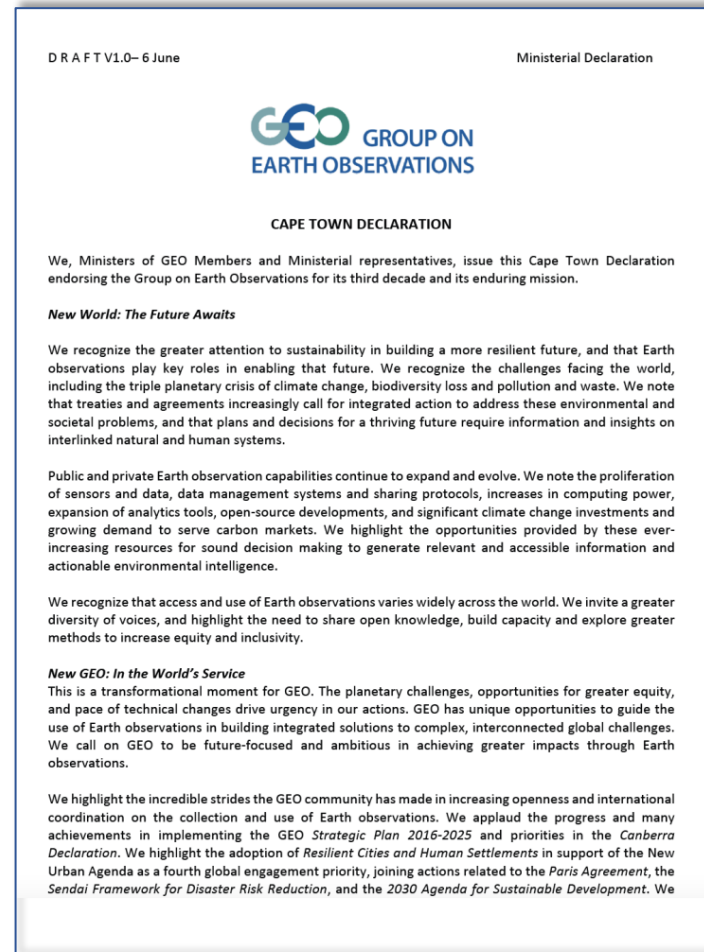 D R A F T V1.0– 6 June Ministerial Declaration
GEO GROUP ON
EARTH OBSERVATIONS
CAPE TOWN DECLARATION
We, Ministers of GEO Members and Ministerial representatives, issue this Cape Town Declaration
endorsing the Group on Earth Observations for its third decade and its enduring mission.
New World: The Future Awaits
We recognize the greater attention to sustainability in building a more resilient future, and that Earth
observations play key roles in enabling that future. We recognize the challenges facing the world,
including the triple planetary crisis of climate change, biodiversity loss and pollution and waste. We note
that treaties and agreements increasingly call for integrated action to address these environmental and
societal problems, and that plans and decisions for a thriving future require information and insights on
interlinked natural and human systems.
Public and private Earth observation capabilities continue to expand and evolve. We note the proliferation
of sensors and data, data management systems and sharing protocols, increases in computing power,
expansion of analytics tools, open-source developments, and significant climate change investments and
growing demand to serve carbon markets. We highlight the opportunities provided by these ever-
increasing resources for sound decision making to generate relevant and accessible information and
actionable environmental intelligence.
We recognize that access and use of Earth observations varies widely across the world. We invite a greater
diversity of voices, and highlight the need to share open knowledge, build capacity and explore greater
methods to increase equity and inclusivity.
New GEO: In the World's Service
This is a transformational moment for GEO. The planetary challenges, opportunities for greater equity,
and pace of technical changes drive urgency in our actions. GEO has unique opportunities to guide the
use of Earth observations in building integrated solutions to complex, interconnected global challenges.
We call on GEO to be future-focused and ambitious in achieving greater impacts through Earth
observations.
We highlight the incredible strides the GEO community has made in increasing openness and international
coordination on the collection and use of Earth observations. We applaud the progress and many
achievements in implementing the GEO Strategic Plan 2016-2025 and priorities in the Canberra
Declaration. We highlight the adoption of Resilient Cities and Human Settlements in support of the New
Urban Agenda as a fourth global engagement priority, joining actions related to the Paris Agreement, the
Sendai Framework for Disaster Risk Reduction, and the 2030 Agenda for Sustainable Development. We